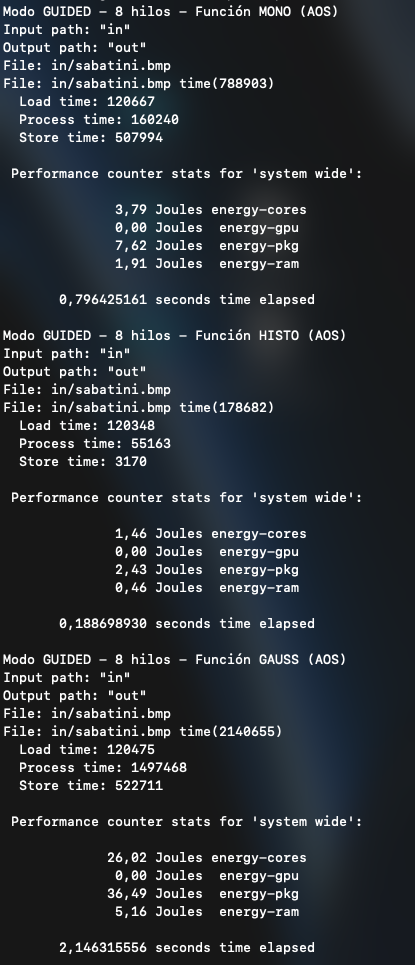 Modo GUIDED – 8 hilos – Función MONO (AOS)
Input path: "in"
Output path: "out"
File: in/sabatini.bmp
File: in/sabatini.bmp time(788903)
  Load time: 120667
  Process time: 160240
  Store time: 507994

 Performance counter stats for 'system wide':

              3,79 Joules energy-cores
              0,00 Joules  energy-gpu
              7,62 Joules  energy-pkg
              1,91 Joules  energy-ram

       0,796425161 seconds time elapsed

Modo GUIDED – 8 hilos – Función HISTO (AOS)
Input path: "in"
Output path: "out"
File: in/sabatini.bmp
File: in/sabatini.bmp time(178682)
  Load time: 120348
  Process time: 55163
  Store time: 3170

 Performance counter stats for 'system wide':

              1,46 Joules energy-cores
              0,00 Joules  energy-gpu
              2,43 Joules  energy-pkg
              0,46 Joules  energy-ram

       0,188698930 seconds time elapsed

Modo GUIDED – 8 hilos – Función GAUSS (AOS)
Input path: "in"
Output path: "out"
File: in/sabatini.bmp
File: in/sabatini.bmp time(2140655)
  Load time: 120475
  Process time: 1497468
  Store time: 522711

 Performance counter stats for 'system wide':

             26,02 Joules energy-cores
              0,00 Joules  energy-gpu
             36,49 Joules  energy-pkg
              5,16 Joules  energy-ram

       2,146315556 seconds time elapsed